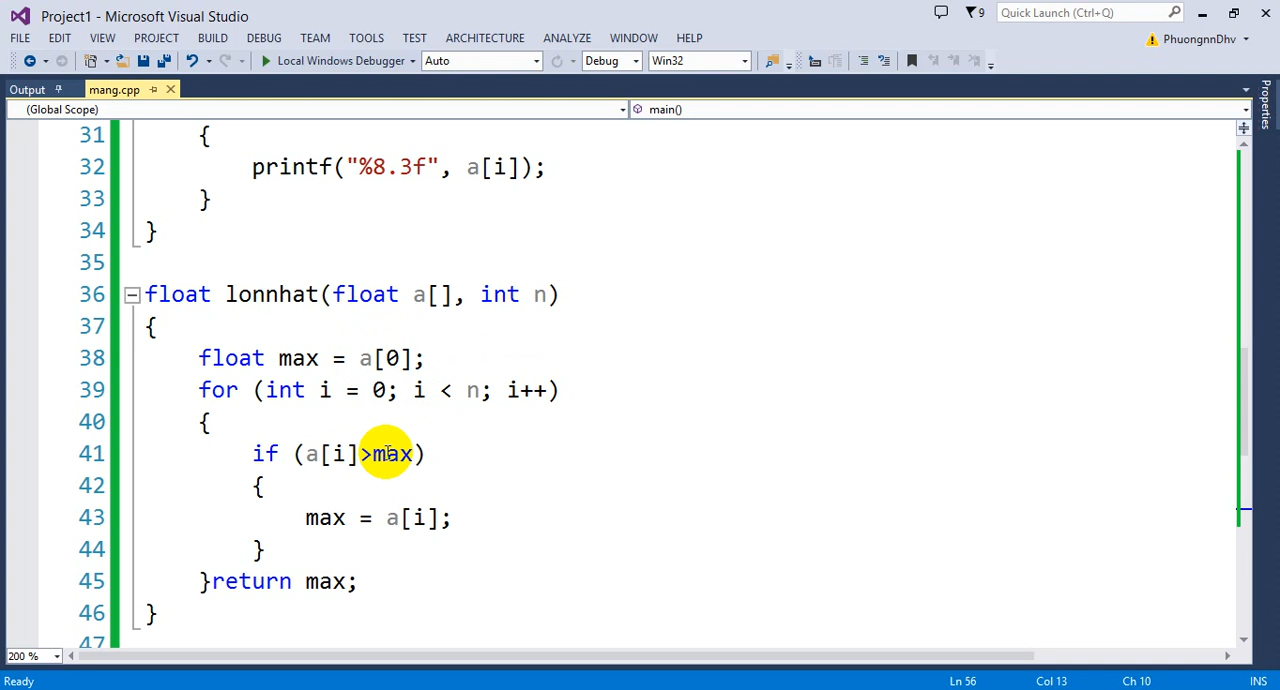 Project1 - Microsoft Visual Studio
9
Quick Launch (Ctrl+Q)
FILE EDIT VIEW PROJECT BUILD DEBUG TEAM TOOLS TEST ARCHITECTURE ANALYZE WINDOW HELP
PhuongnnDhv
Local Windows Debugger Auto Debug Win32
Output mang.cpp
Properties
(Global Scope) main()
31 {
32 printf("%8.3f", a[i]);
33 }
34 }
35
36 float lonnhat(float a[], int n)
37 {
38 float max = a[0];
39 for (int i = 0; i < n; i++)
40 {
41 if (a[i]>max)
42 {
43 max = a[i];
44 }
45 }return max;
46 }
47
200 %
Ready Ln 56 Col 13 Ch 10 INS